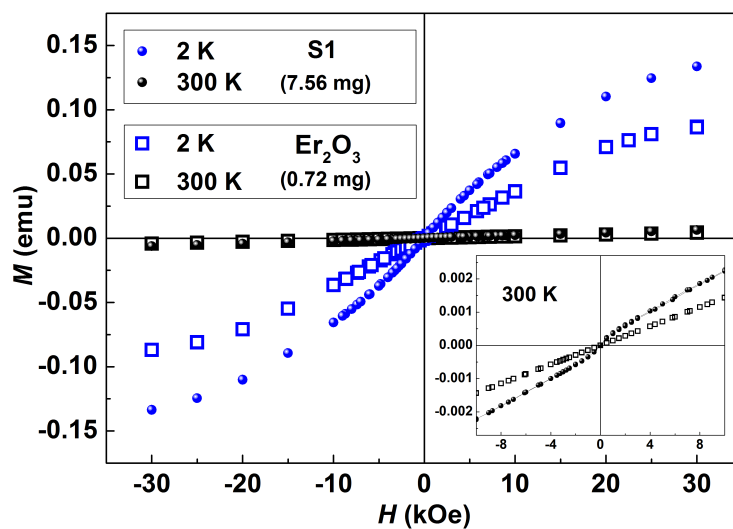 0.15
0.10
0.05
0.00
-0.05
-0.10
-0.15
M (emu)
2 K S1
300 K (7.56 mg)
2 K Er₂O₃
300 K (0.72 mg)
300 K
0.002
0.001
0.000
-0.001
-0.002
-8 -4 0 4 8
-30 -20 -10 0 10 20 30
H (kOe)